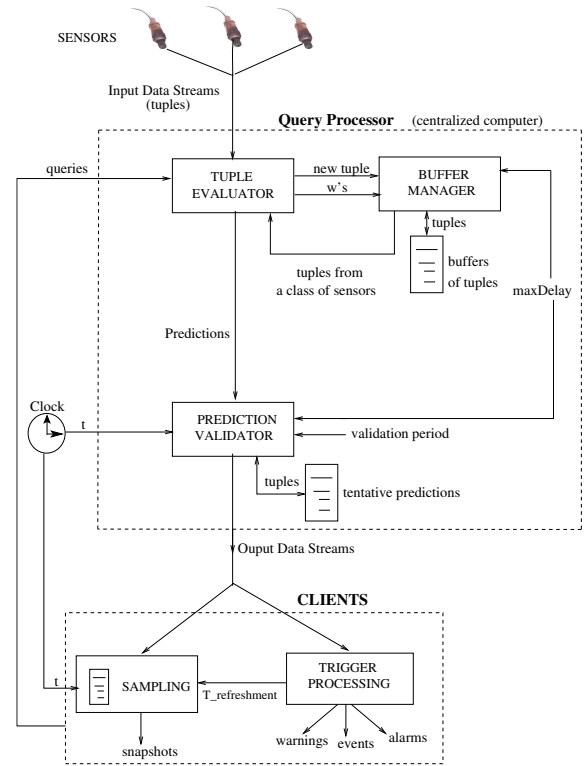 SENSORS
Input Data Streams
(tuples)
Query Processor (centralized computer)
queries
TUPLE
EVALUATOR
new tuple
w's
BUFFER
MANAGER
tuples
buffers
of tuples
tuples from
a class of sensors
maxDelay
Predictions
Clock
t
PREDICTION
VALIDATOR
validation period
tuples
tentative predictions
Ouput Data Streams
CLIENTS
t
SAMPLING
T_refreshment
TRIGGER
PROCESSING
snapshots
warnings
events
alarms